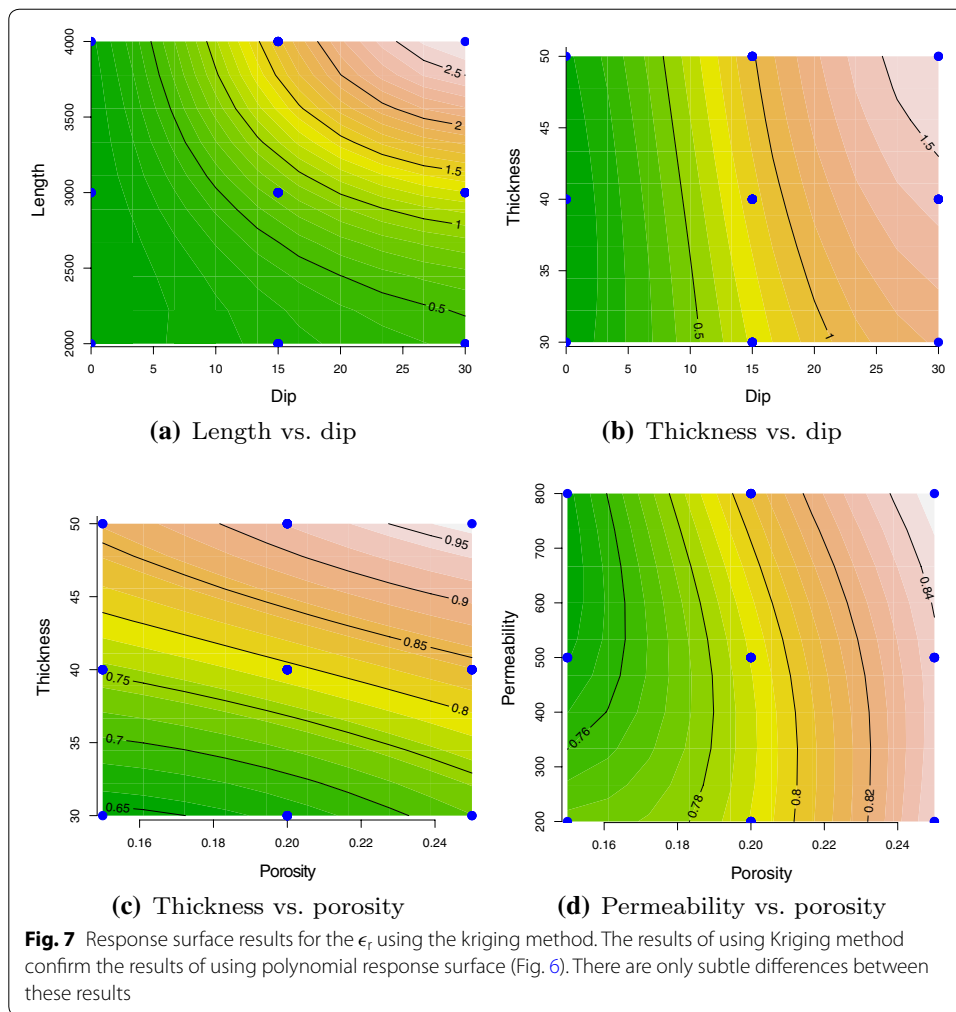 4000
3500
3000
2500
2000
Length
2.5
2
1.5
1
0.5
0 5 10 15 20 25 30
Dip
(a) Length vs. dip
50
45
40
35
30
Thickness
1.5
0.5
1
0 5 10 15 20 25 30
Dip
(b) Thickness vs. dip
50
45
40
35
30
Thickness
0.95
0.9
0.85
0.8
0.75
0.7
0.65
0.16 0.18 0.20 0.22 0.24
Porosity
(c) Thickness vs. porosity
800
700
600
500
400
300
200
Permeability
0.84
0.76
0.78
0.8
0.82
0.16 0.18 0.20 0.22 0.24
Porosity
(d) Permeability vs. porosity
Fig. 7 Response surface results for the ϵr using the kriging method. The results of using Kriging method
confirm the results of using polynomial response surface (Fig. 6). There are only subtle differences between
these results